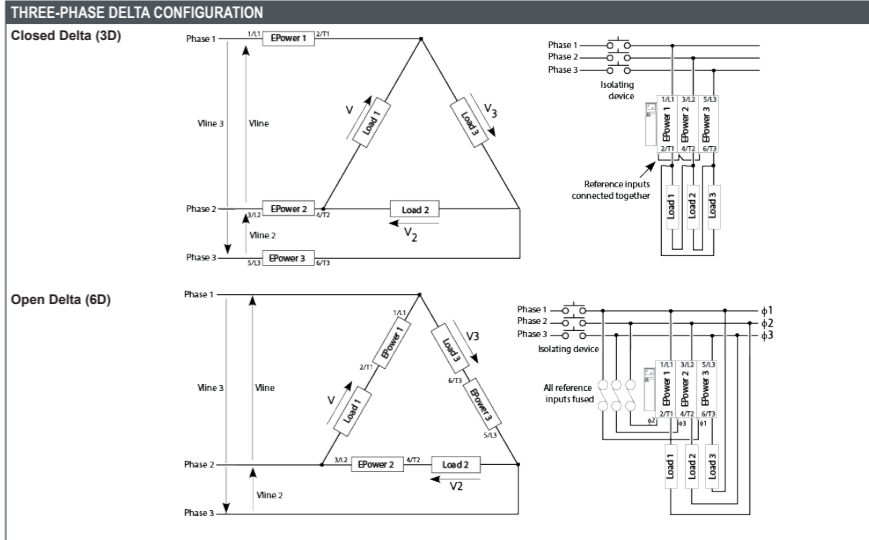 THREE-PHASE DELTA CONFIGURATION
Closed Delta (3D)
Phase 1
1/L1
EPower 1
2/T1
Vline 3
Vline
V
Load 1
Load 3
V3
Phase 2
3/L2
EPower 2
4/T2
Load 2
V2
Vline 2
Phase 3
5/L3
EPower 3
6/T3
Phase 1
Phase 2
Phase 3
Isolating
device
1/L1 3/L2 5/L3
EPower 1
EPower 2
EPower 3
2/T1 4/T2 6/T3
Reference inputs
connected together
Load 1
Load 2
Load 3
Open Delta (6D)
Phase 1
1/L1
EPower 1
2/T1
Vline 3
Vline
V
Load 1
Load 3
V3
6/T3
EPower 3
5/L3
Phase 2
3/L2
EPower 2
4/T2
Load 2
V2
Vline 2
Phase 3
Phase 1
Phase 2
Phase 3
ϕ1
ϕ2
ϕ3
Isolating device
1/L1 3/L2 5/L3
All reference
inputs fused
EPower 1
EPower 2
EPower 3
2/T1 4/T2 6/T3
ϕ2 ϕ3 ϕ1
Load 1
Load 2
Load 3